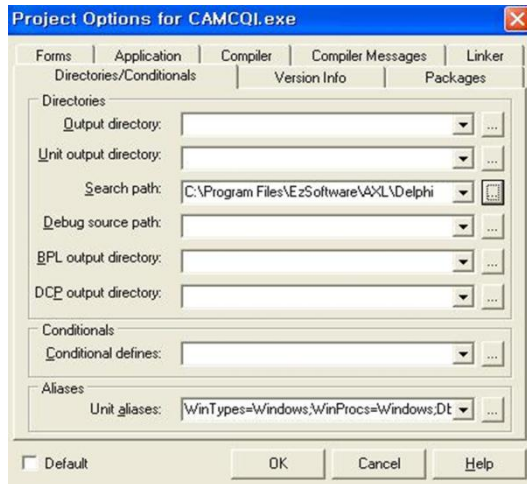 Project Options for CAMCQI.exe
Forms Application Compiler Compiler Messages Linker
Directories/Conditionals Version Info Packages
Directories
Output directory:
...
Unit output directory:
...
Search path: C:\Program Files\EzSoftware\AXL\Delphi
...
Debug source path:
...
BPL output directory:
...
DCP output directory:
...
Conditionals
Conditional defines:
...
Aliases
Unit aliases: WinTypes=Windows;WinProcs=Windows;Dt
...
Default OK Cancel Help